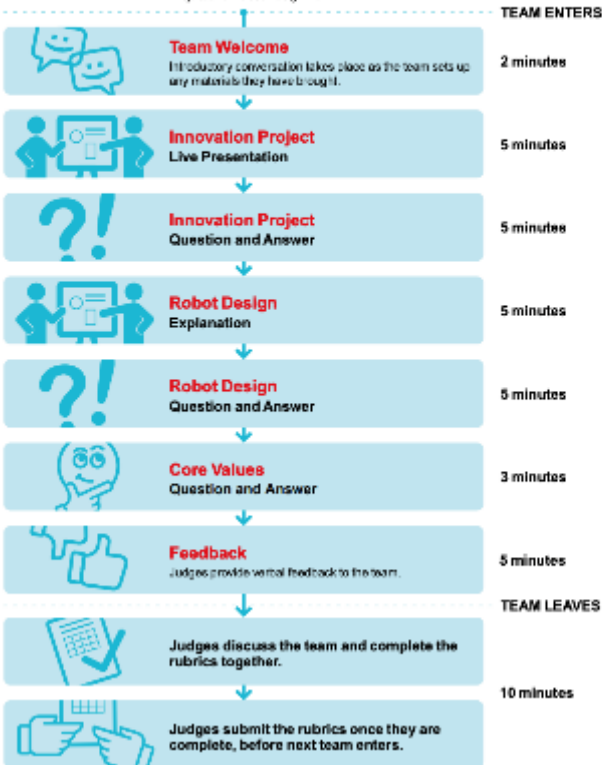 TEAM ENTERS
Team Welcome
Introductory conversation takes place as the team sets up
any materials they have brought.
2 minutes
Innovation Project
Live Presentation
5 minutes
Innovation Project
Question and Answer
5 minutes
Robot Design
Explanation
5 minutes
Robot Design
Question and Answer
5 minutes
Core Values
Question and Answer
3 minutes
Feedback
Judges provide verbal feedback to the team.
5 minutes
TEAM LEAVES
Judges discuss the team and complete the
rubrics together.
10 minutes
Judges submit the rubrics once they are
complete, before next team enters.